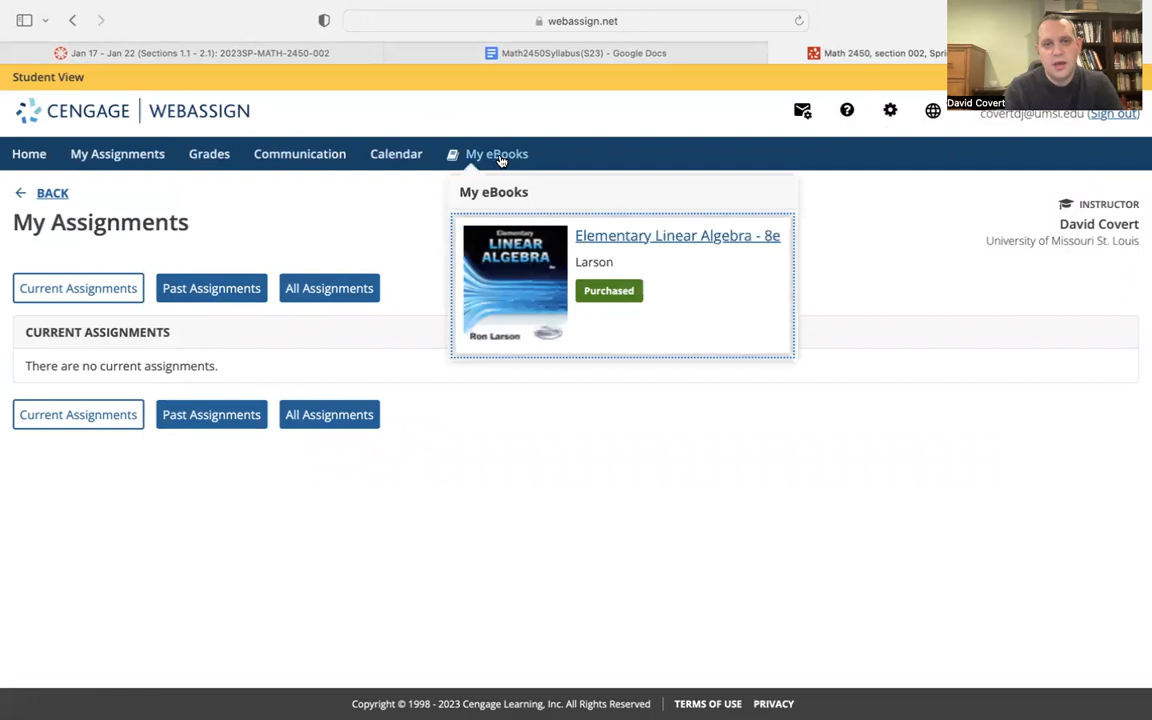 webassign.net
Jan 17 - Jan 22 (Sections 1.1 - 2.1): 2023SP-MATH-2450-002
Math2450Syllabus(S23) - Google Docs
Math 2450, section 002, Spri
David Covert
Student View
CENGAGE | WEBASSIGN
covertdj@umsl.edu (Sign out)
Home
My Assignments
Grades
Communication
Calendar
My eBooks
My eBooks
Elementary
LINEAR
ALGEBRA
8e
Ron Larson
Elementary Linear Algebra - 8e
Larson
Purchased
BACK
My Assignments
INSTRUCTOR
David Covert
University of Missouri St. Louis
Current Assignments
Past Assignments
All Assignments
CURRENT ASSIGNMENTS
There are no current assignments.
Current Assignments
Past Assignments
All Assignments
Copyright © 1998 - 2023 Cengage Learning, Inc. All Rights Reserved | TERMS OF USE PRIVACY